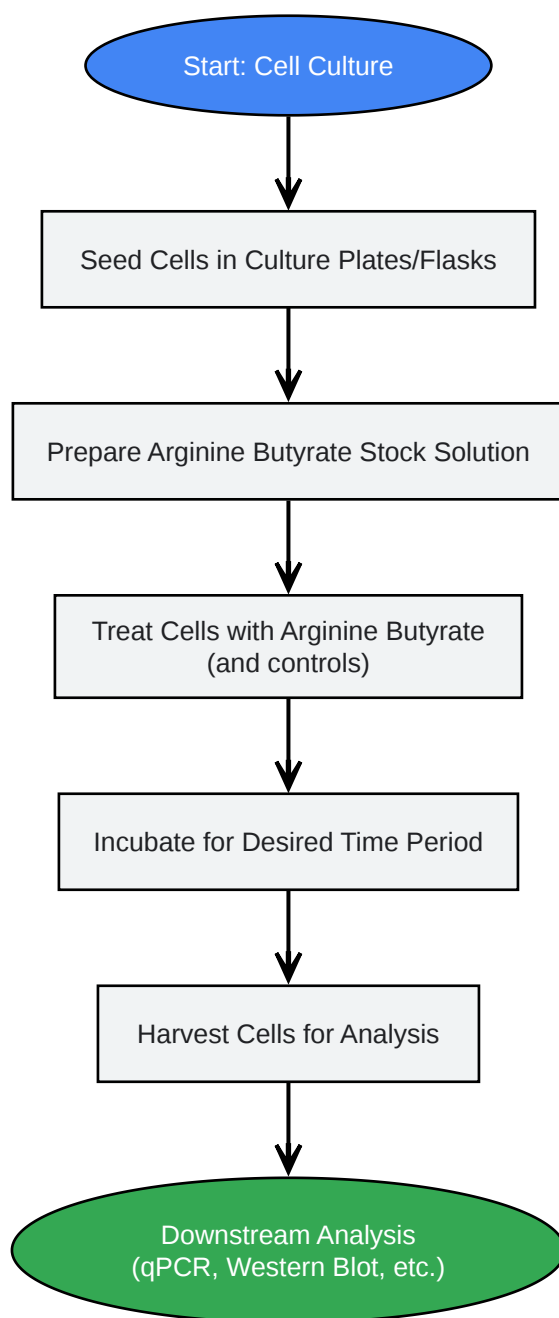 Start: Cell Culture
Seed Cells in Culture Plates/Flasks
Prepare Arginine Butyrate Stock Solution
Treat Cells with Arginine Butyrate
(and controls)
Incubate for Desired Time Period
Harvest Cells for Analysis
Downstream Analysis
(qPCR, Western Blot, etc.)